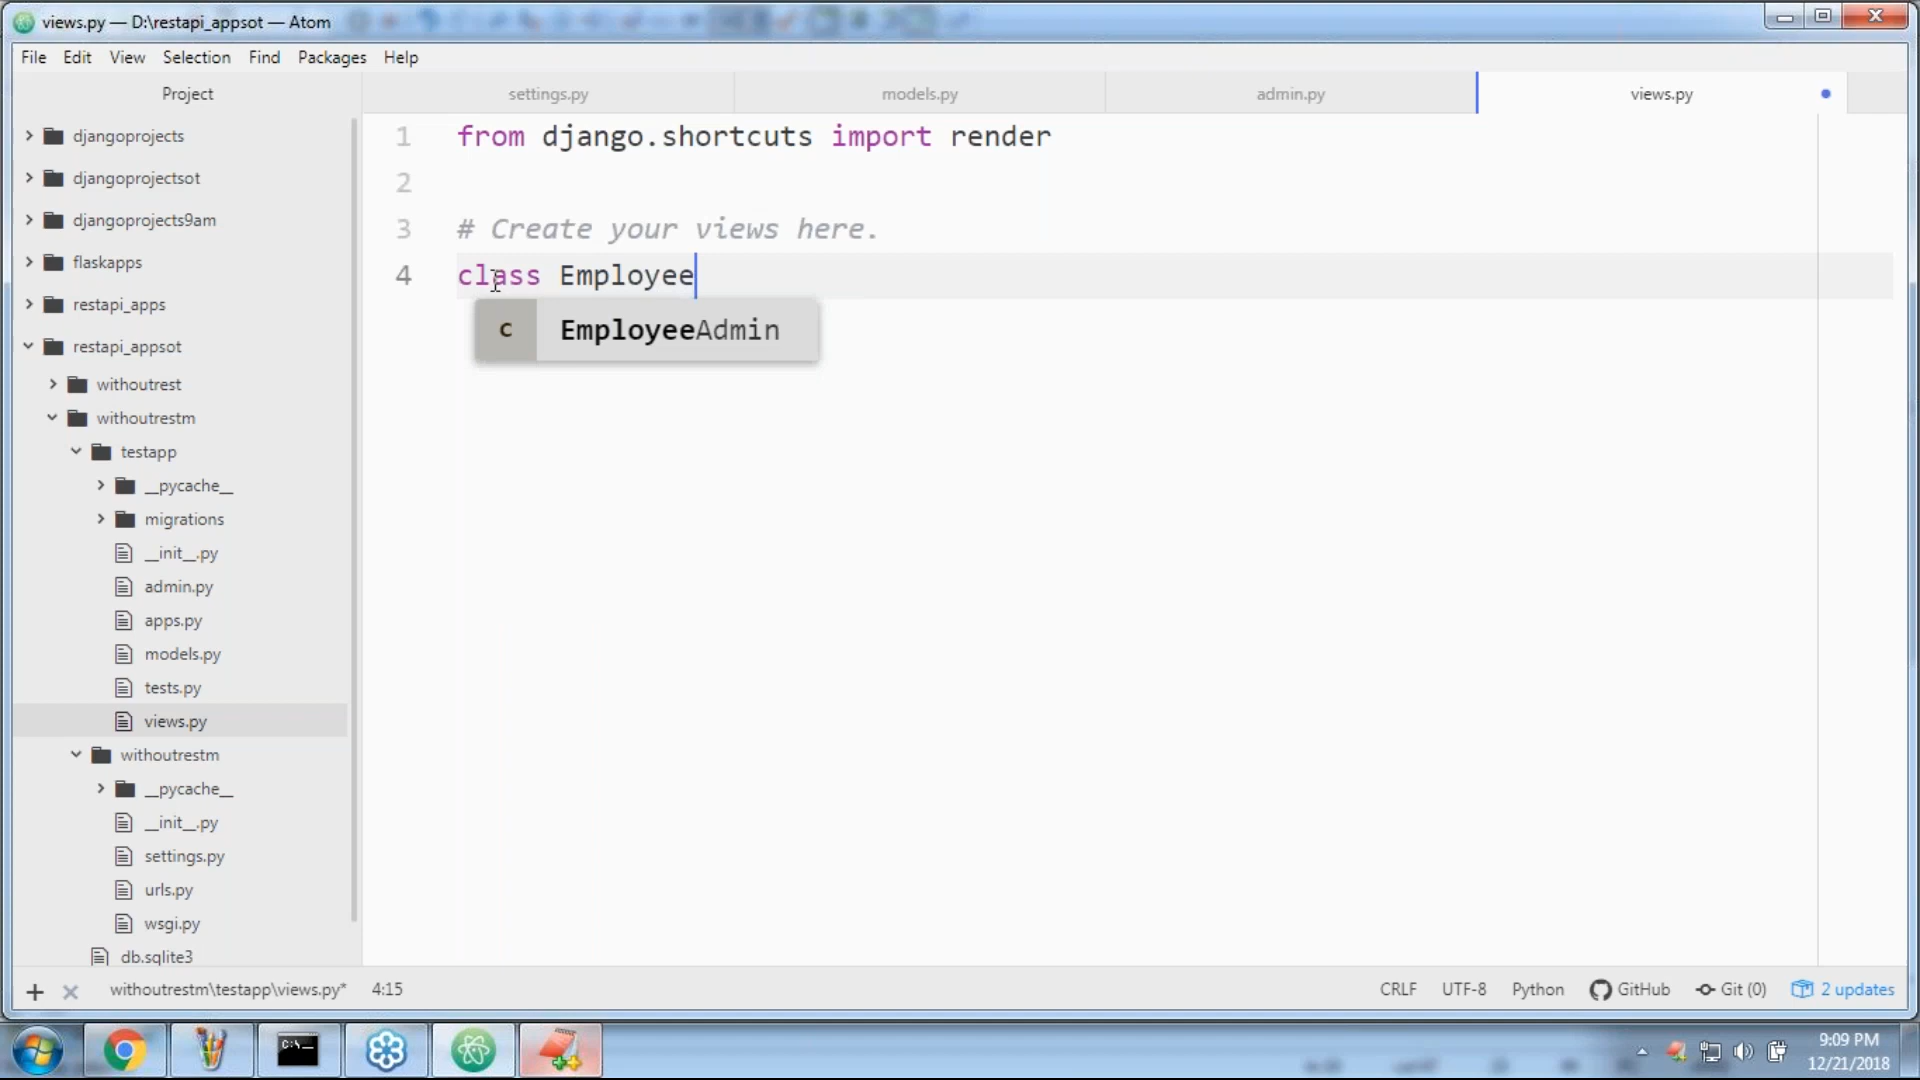 views.py — D:\restapi_appsot — Atom
File Edit View Selection Find Packages Help
Project
settings.py models.py admin.py views.py
djangoprojects
djangoprojectsot
djangoprojects9am
flaskapps
restapi_apps
restapi_appsot
withoutrest
withoutrestm
testapp
__pycache__
migrations
__init__.py
admin.py
apps.py
models.py
tests.py
views.py
withoutrestm
__pycache__
__init__.py
settings.py
urls.py
wsgi.py
db.sqlite3
1 from django.shortcuts import render
2
3 # Create your views here.
4 class Employee
c EmployeeAdmin
withoutrestm\testapp\views.py* 4:15 CRLF UTF-8 Python GitHub Git (0) 2 updates
C:\_
9:09 PM
12/21/2018